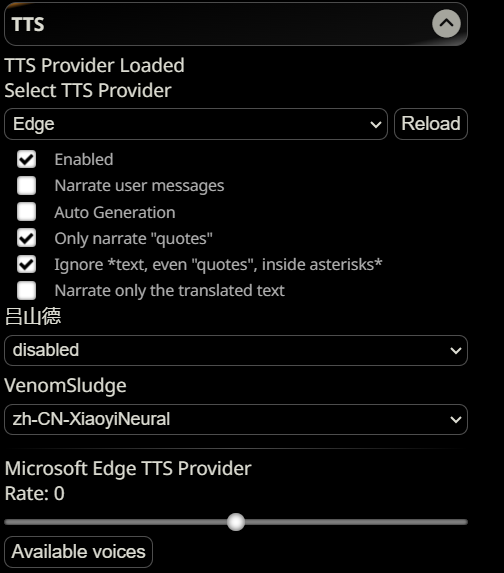 TTS
TTS Provider Loaded
Select TTS Provider
Edge Reload
Enabled
Narrate user messages
Auto Generation
Only narrate "quotes"
Ignore *text, even "quotes", inside asterisks*
Narrate only the translated text
吕山德
disabled
VenomSludge
zh-CN-XiaoyiNeural
Microsoft Edge TTS Provider
Rate: 0
Available voices